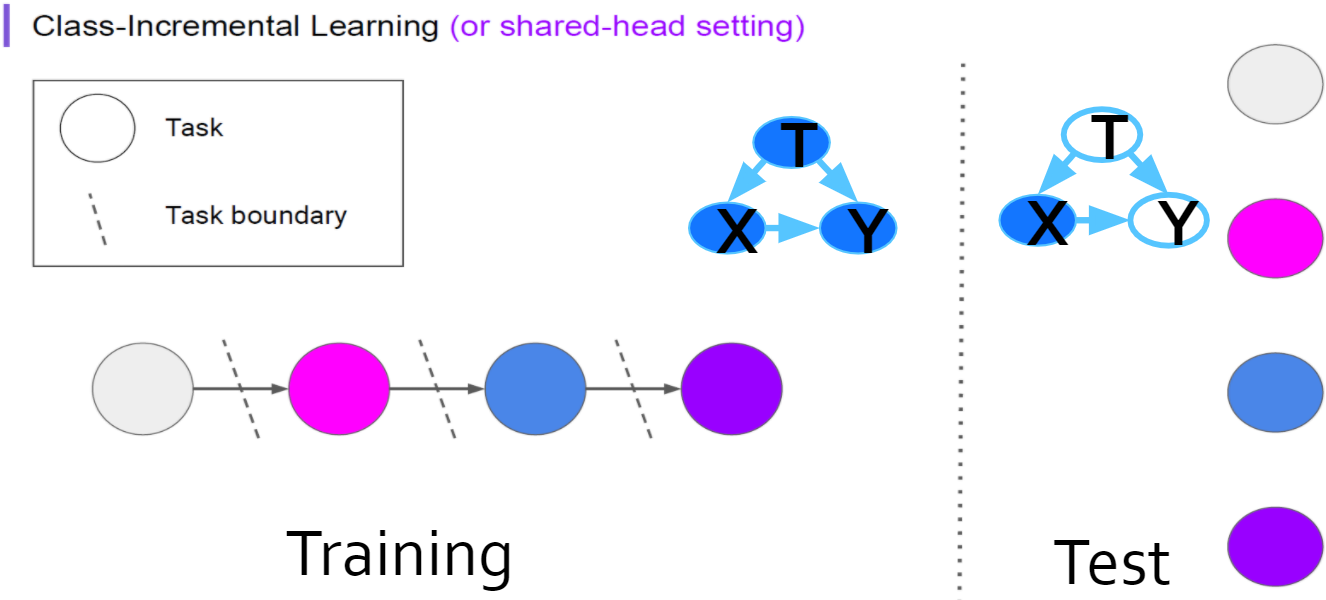 Class-Incremental Learning (or shared-head setting)
Task
Task boundary
T
X Y
T
X Y
Training
Test